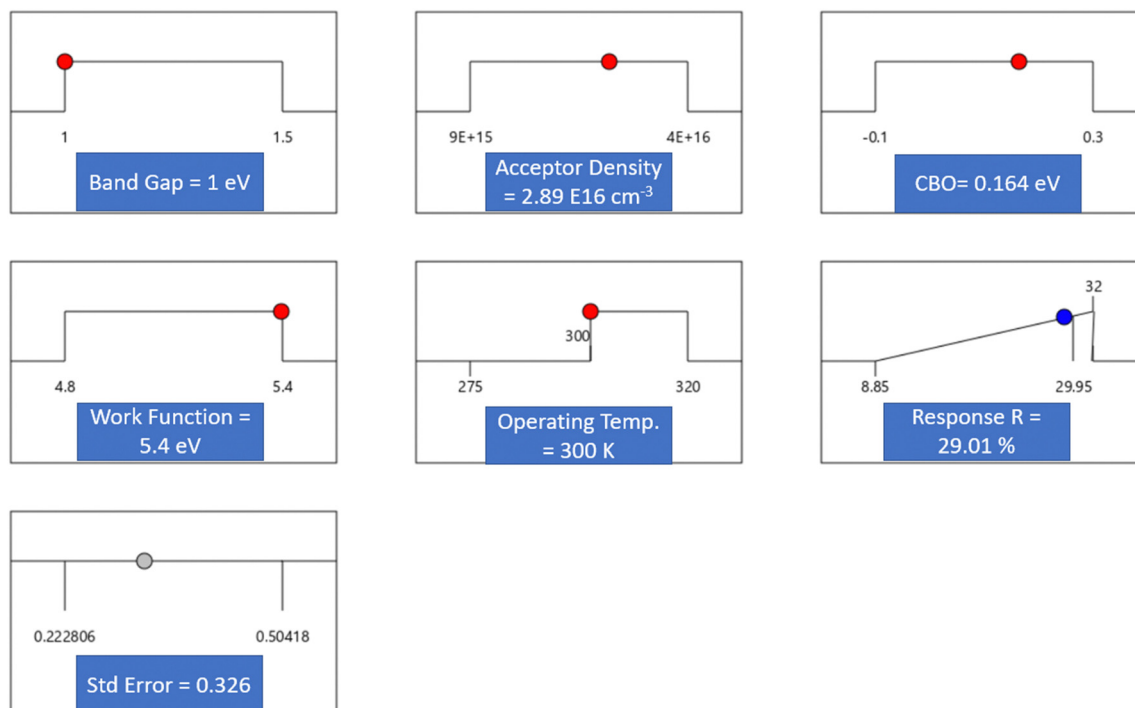 1 1.5
Band Gap = 1 eV
9E+15 4E+16
Acceptor Density
= 2.89 E16 cm⁻³
-0.1 0.3
CBO= 0.164 eV
4.8 5.4
Work Function =
5.4 eV
300
275 320
Operating Temp.
= 300 K
32
8.85 29.95
Response R =
29.01 %
0.222806 0.50418
Std Error = 0.326